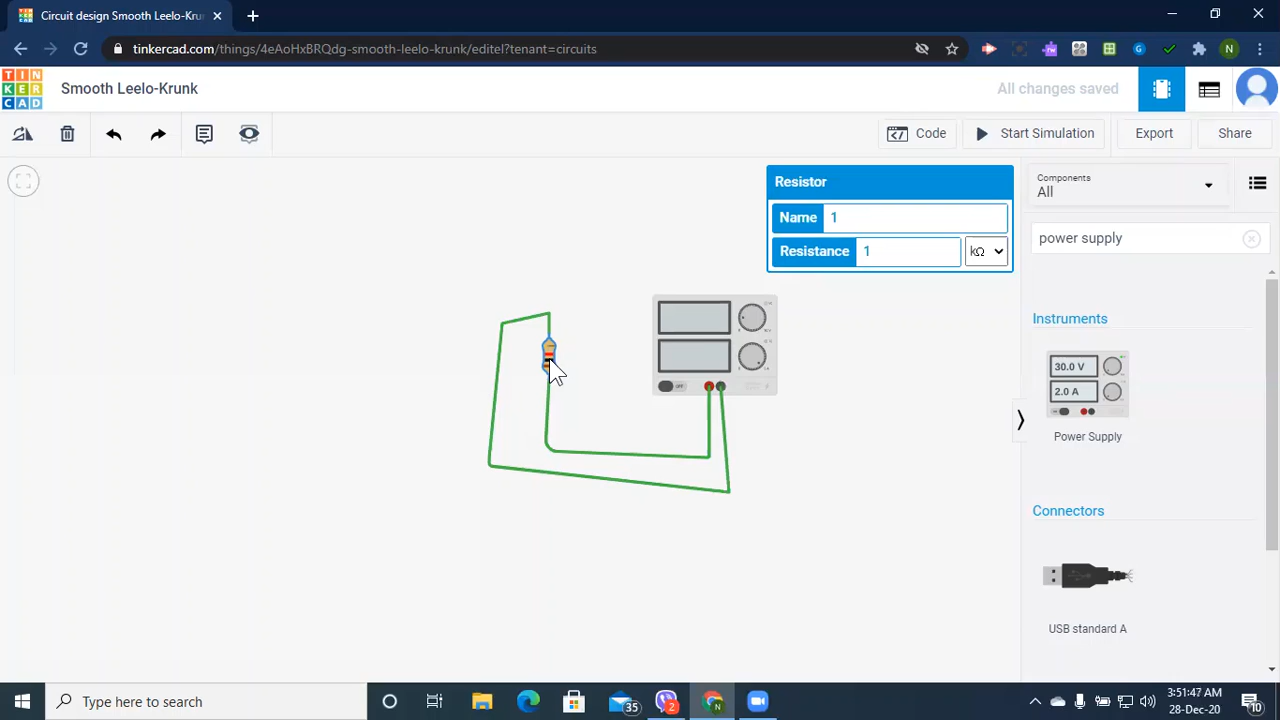 Circuit design Smooth Leelo-Krun
tinkercad.com/things/4eAoHxBRQdg-smooth-leelo-krunk/editel?tenant=circuits
N
TIN
KER
CAD
Smooth Leelo-Krunk
All changes saved
Code
Start Simulation
Export
Share
Resistor
Name 1
Resistance 1 kΩ
Components
All
power supply
Instruments
30.0 V
2.0 A
Power Supply
OFF
Connectors
USB standard A
Type here to search
35
2
N
3:51:47 AM
28-Dec-20
10